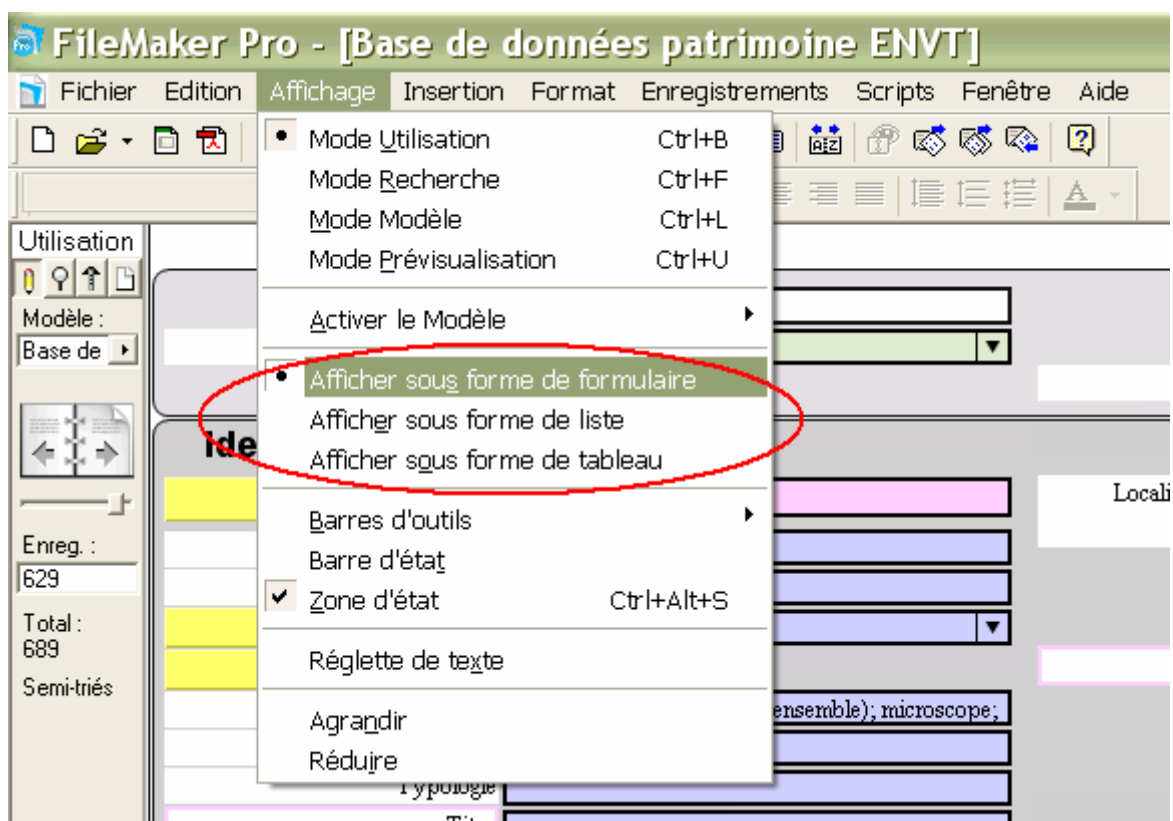 FileMaker Pro - [Base de données patrimoine ENVT]
Fichier Edition Affichage Insertion Format Enregistrements Scripts Fenêtre Aide
Mode Utilisation Ctrl+B
Mode Recherche Ctrl+F
Mode Modèle Ctrl+L
Mode Prévisualisation Ctrl+U
Activer le Modèle
Afficher sous forme de formulaire
Afficher sous forme de liste
Afficher sous forme de tableau
Barres d'outils
Barre d'état
Zone d'état Ctrl+Alt+S
Réglette de texte
Agrandir
Réduire
Utilisation
Modèle :
Base de
Enreg. :
629
Total :
689
Semi-triés
Ide
Locali
ensemble); microscope;
Typologie